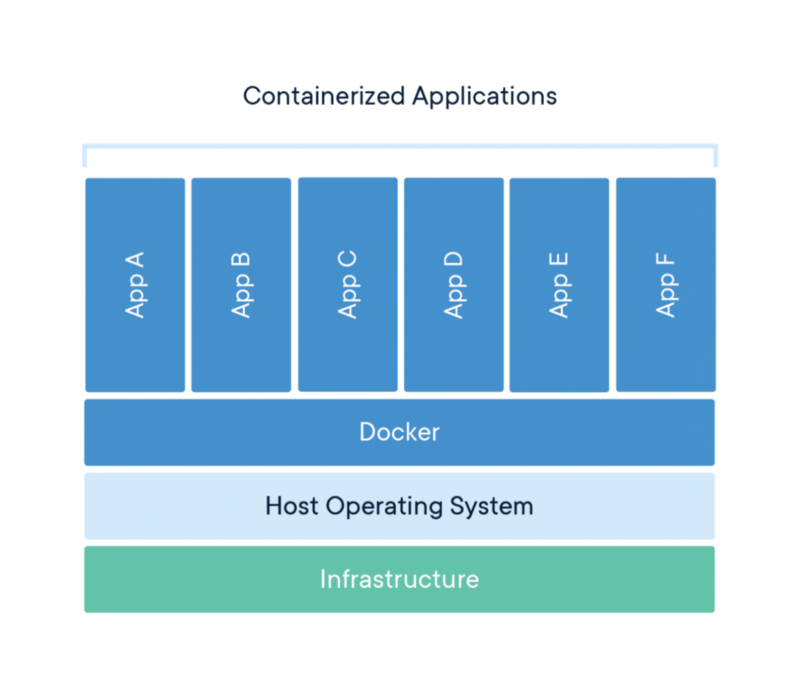 Containerized Applications
App A
App B
App C
App D
App E
App F
Docker
Host Operating System
Infrastructure